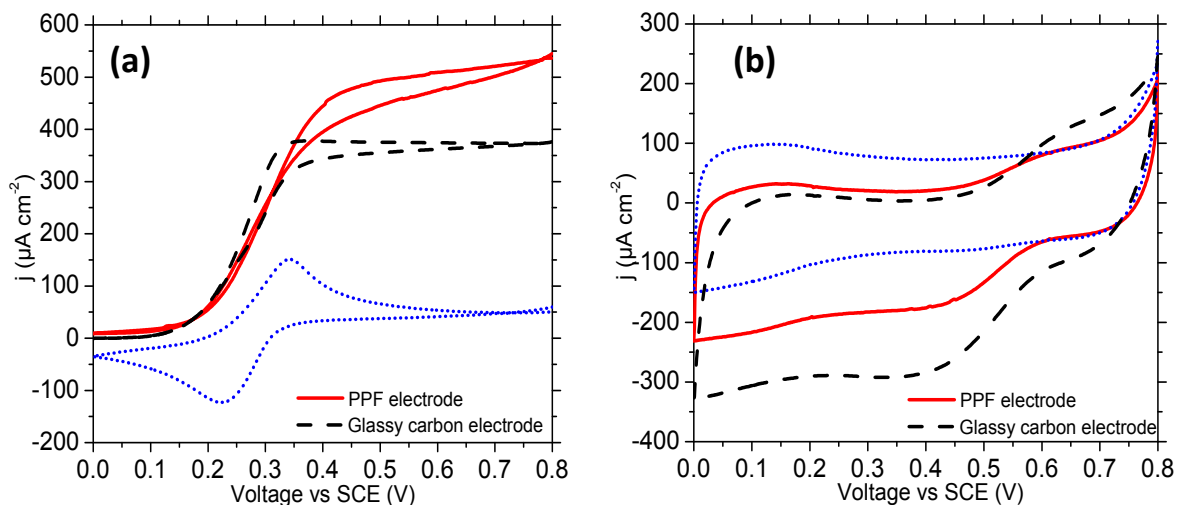 (a)
j (µA cm-2)
600
500
400
300
200
100
0
-100
-200
0.0 0.1 0.2 0.3 0.4 0.5 0.6 0.7 0.8
Voltage vs SCE (V)
PPF electrode
Glassy carbon electrode
(b)
j (µA cm-2)
300
200
100
0
-100
-200
-300
-400
0.0 0.1 0.2 0.3 0.4 0.5 0.6 0.7 0.8
Voltage vs SCE (V)
PPF electrode
Glassy carbon electrode